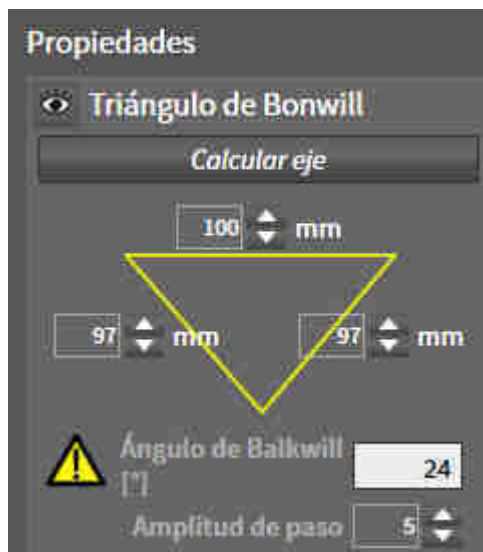 Propiedades
Triángulo de Bonwill
Calcular eje
100 mm
97 mm 97 mm
Ángulo de Balkwill
[°] 24
Amplitud de paso 5